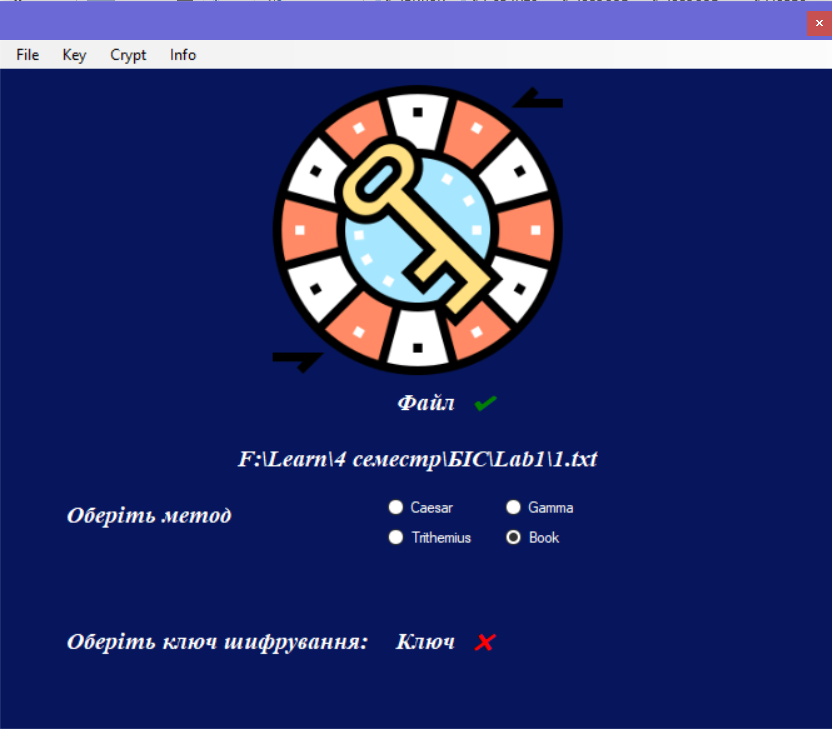 File Key Crypt Info
Файл
F:\Learn\4 семестр\БІС\Lab1\1.txt
Оберіть метод
Caesar Gamma
Trithemius Book
Оберіть ключ шифрування: Ключ